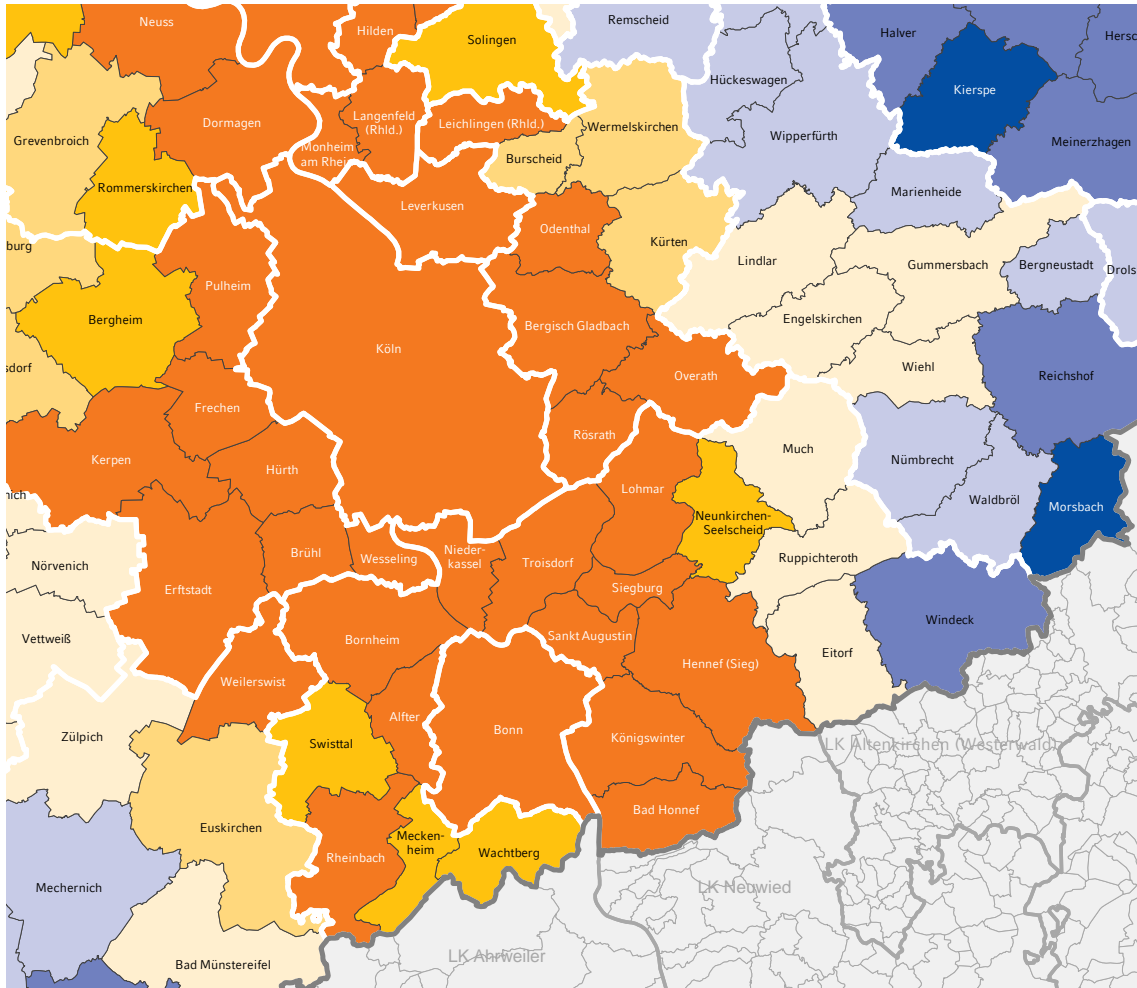 Neuss
Hilden
Solingen
Remscheid
Halver
Hersc
Hückeswagen
Kierspe
Langenfeld
(Rhld.)
Leichlingen (Rhld.)
Dormagen
Wermelskirchen
Wipperfürth
Grevenbroich
Monheim
am Rhein
Burscheid
Meinerzhagen
Rommerskirchen
Marienheide
Leverkusen
Odenthal
Kürten
burg
Lindlar
Gummersbach
Bergneustadt
Drols
Pulheim
Bergheim
Bergisch Gladbach
Engelskirchen
Köln
sdorf
Overath
Wiehl
Reichshof
Frechen
Rösrath
Much
Kerpen
Hürth
Nümbrecht
Lohmar
nich
Waldbröl
Morsbach
Neunkirchen-
Seelscheid
Brühl
Wesseling
Nieder-
kassel
Troisdorf
Ruppichteroth
Nörvenich
Erftstadt
Siegburg
Windeck
Vettweiß
Bornheim
Sankt Augustin
Eitorf
Hennef (Sieg)
Weilerswist
Alfter
Zülpich
Swisttal
Bonn
Königswinter
LK Altenkirchen (Westerwald)
Bad Honnef
Euskirchen
Mecken-
heim
Rheinbach
Wachtberg
Mechernich
LK Neuwied
LK Ahrweiler
Bad Münstereifel